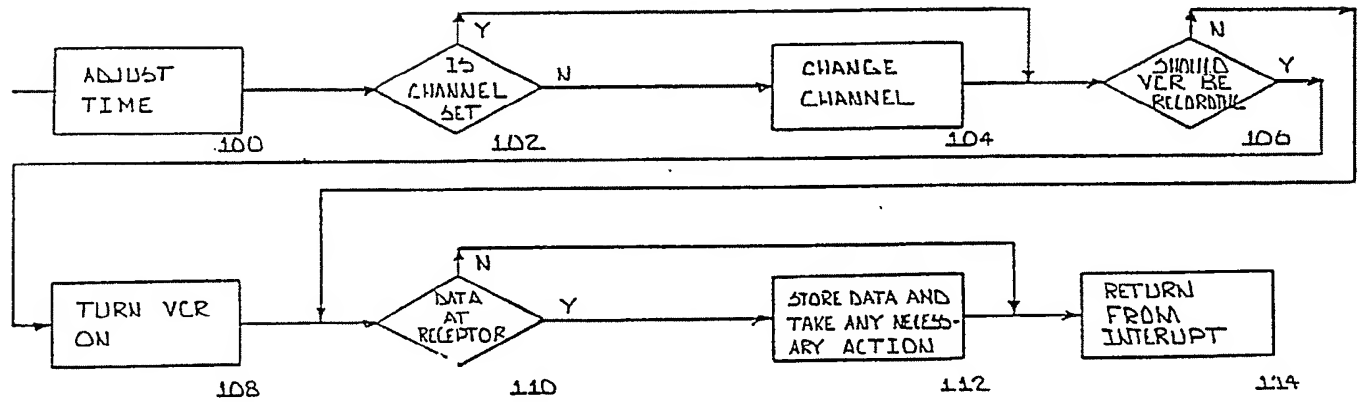 ADJUST
TIME
100
Y
IS
CHANNEL
SET
N
102
CHANGE
CHANNEL
104
N
SHOULD
VCR BE
RECORDING
Y
106
TURN VCR
ON
108
N
DATA
AT
RECEPTOR
Y
110
STORE DATA AND
TAKE ANY NECESS-
ARY ACTION
112
RETURN
FROM
INTERUPT
114